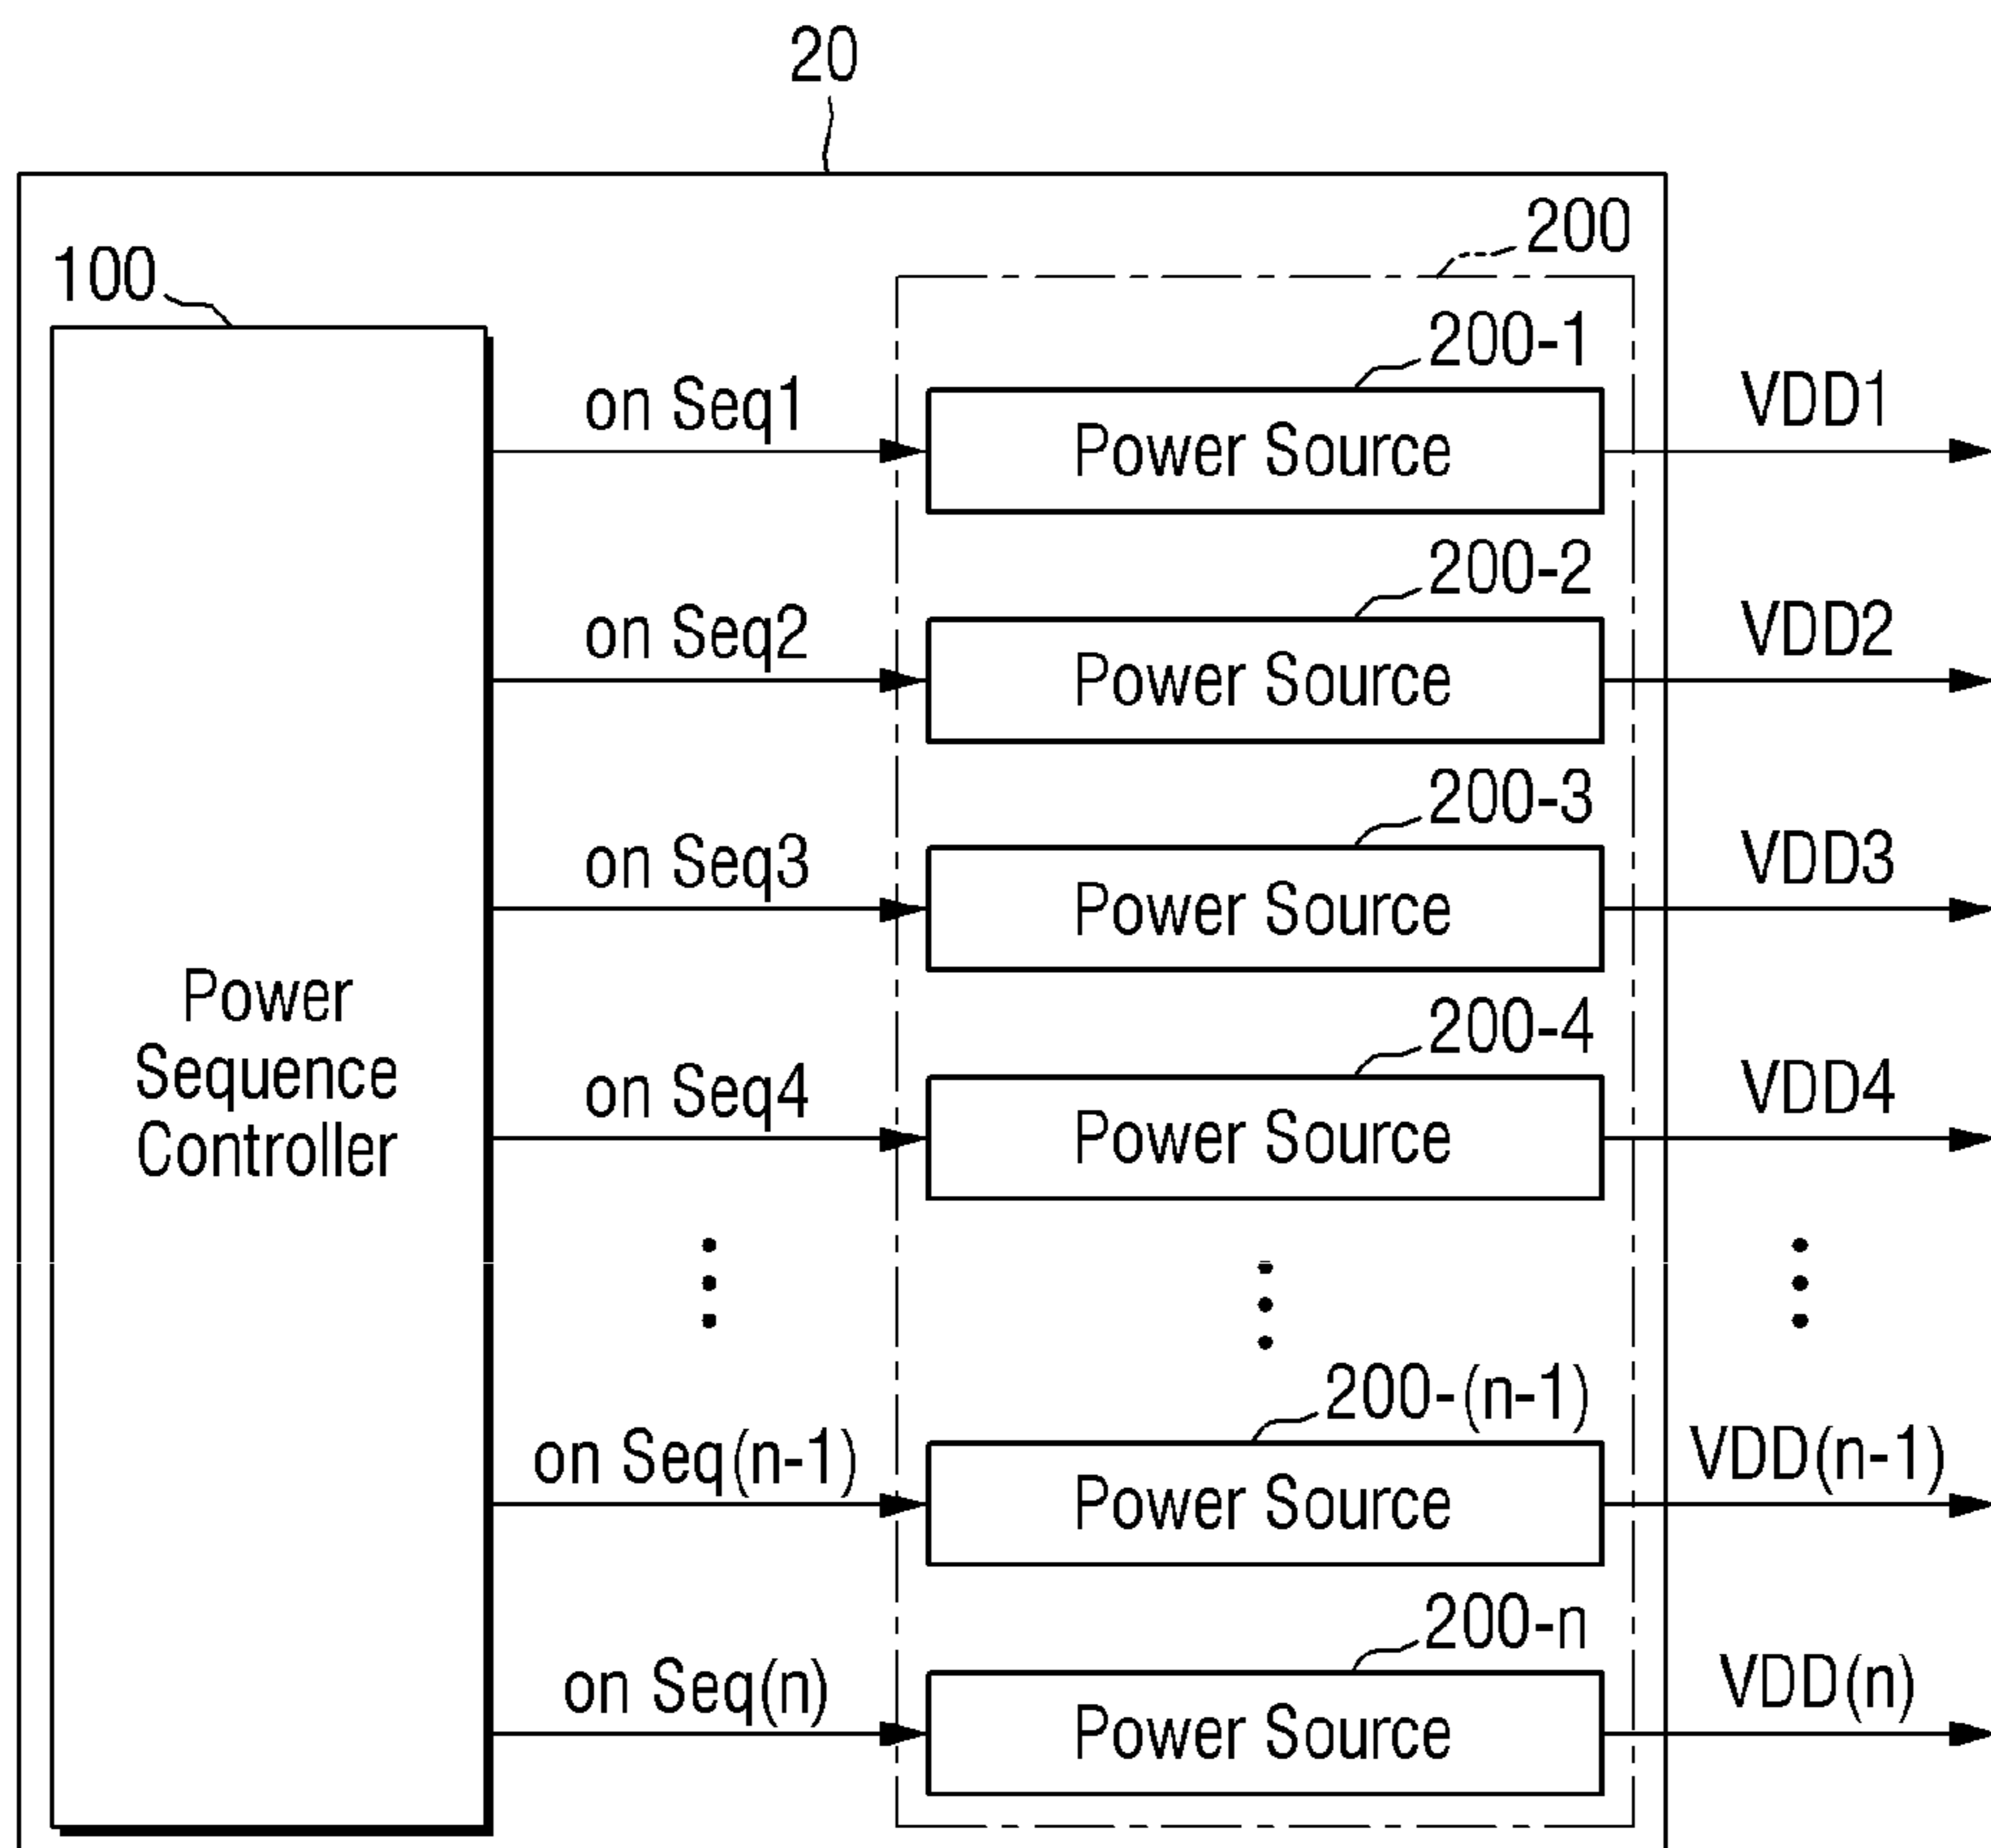 20
200
100
200-1
on Seq1
Power Source
VDD1
200-2
on Seq2
Power Source
VDD2
200-3
on Seq3
Power Source
VDD3
200-4
on Seq4
Power Source
VDD4
Power
Sequence
Controller
200-(n-1)
on Seq(n-1)
Power Source
VDD(n-1)
200-n
on Seq(n)
Power Source
VDD(n)